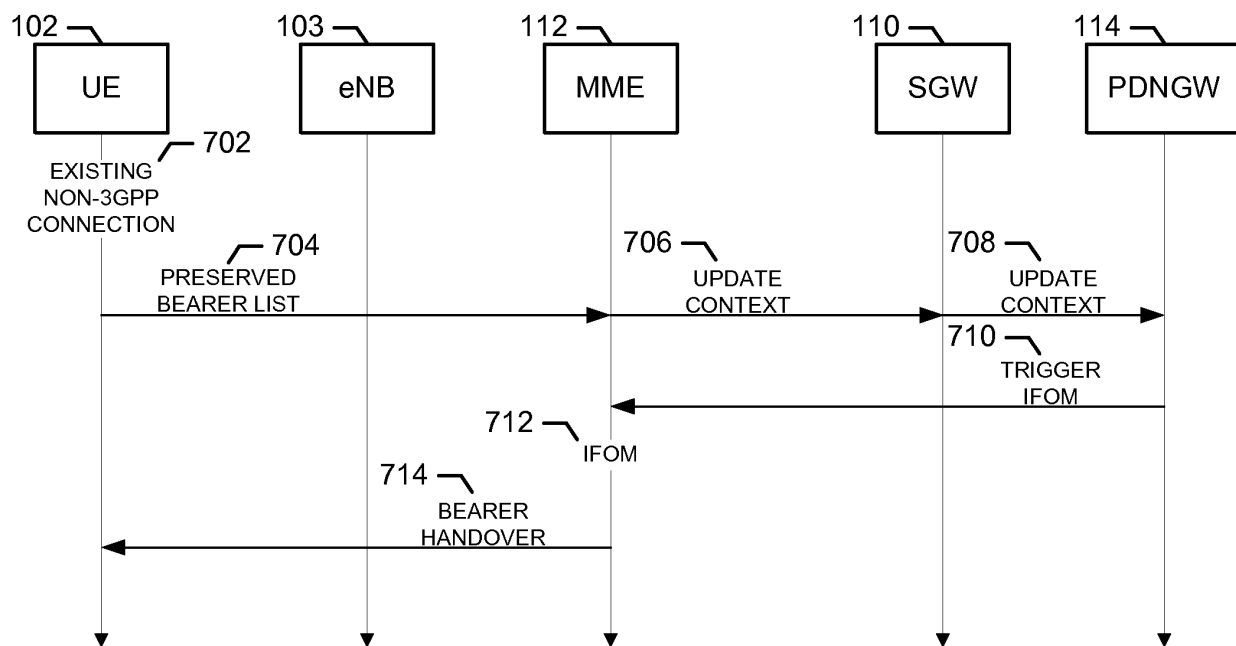 102
103
112
110
114
UE
eNB
MME
SGW
PDNGW
702
EXISTING
NON-3GPP
CONNECTION
704
PRESERVED
BEARER LIST
706
UPDATE
CONTEXT
708
UPDATE
CONTEXT
710
TRIGGER
IFOM
712
IFOM
714
BEARER
HANDOVER